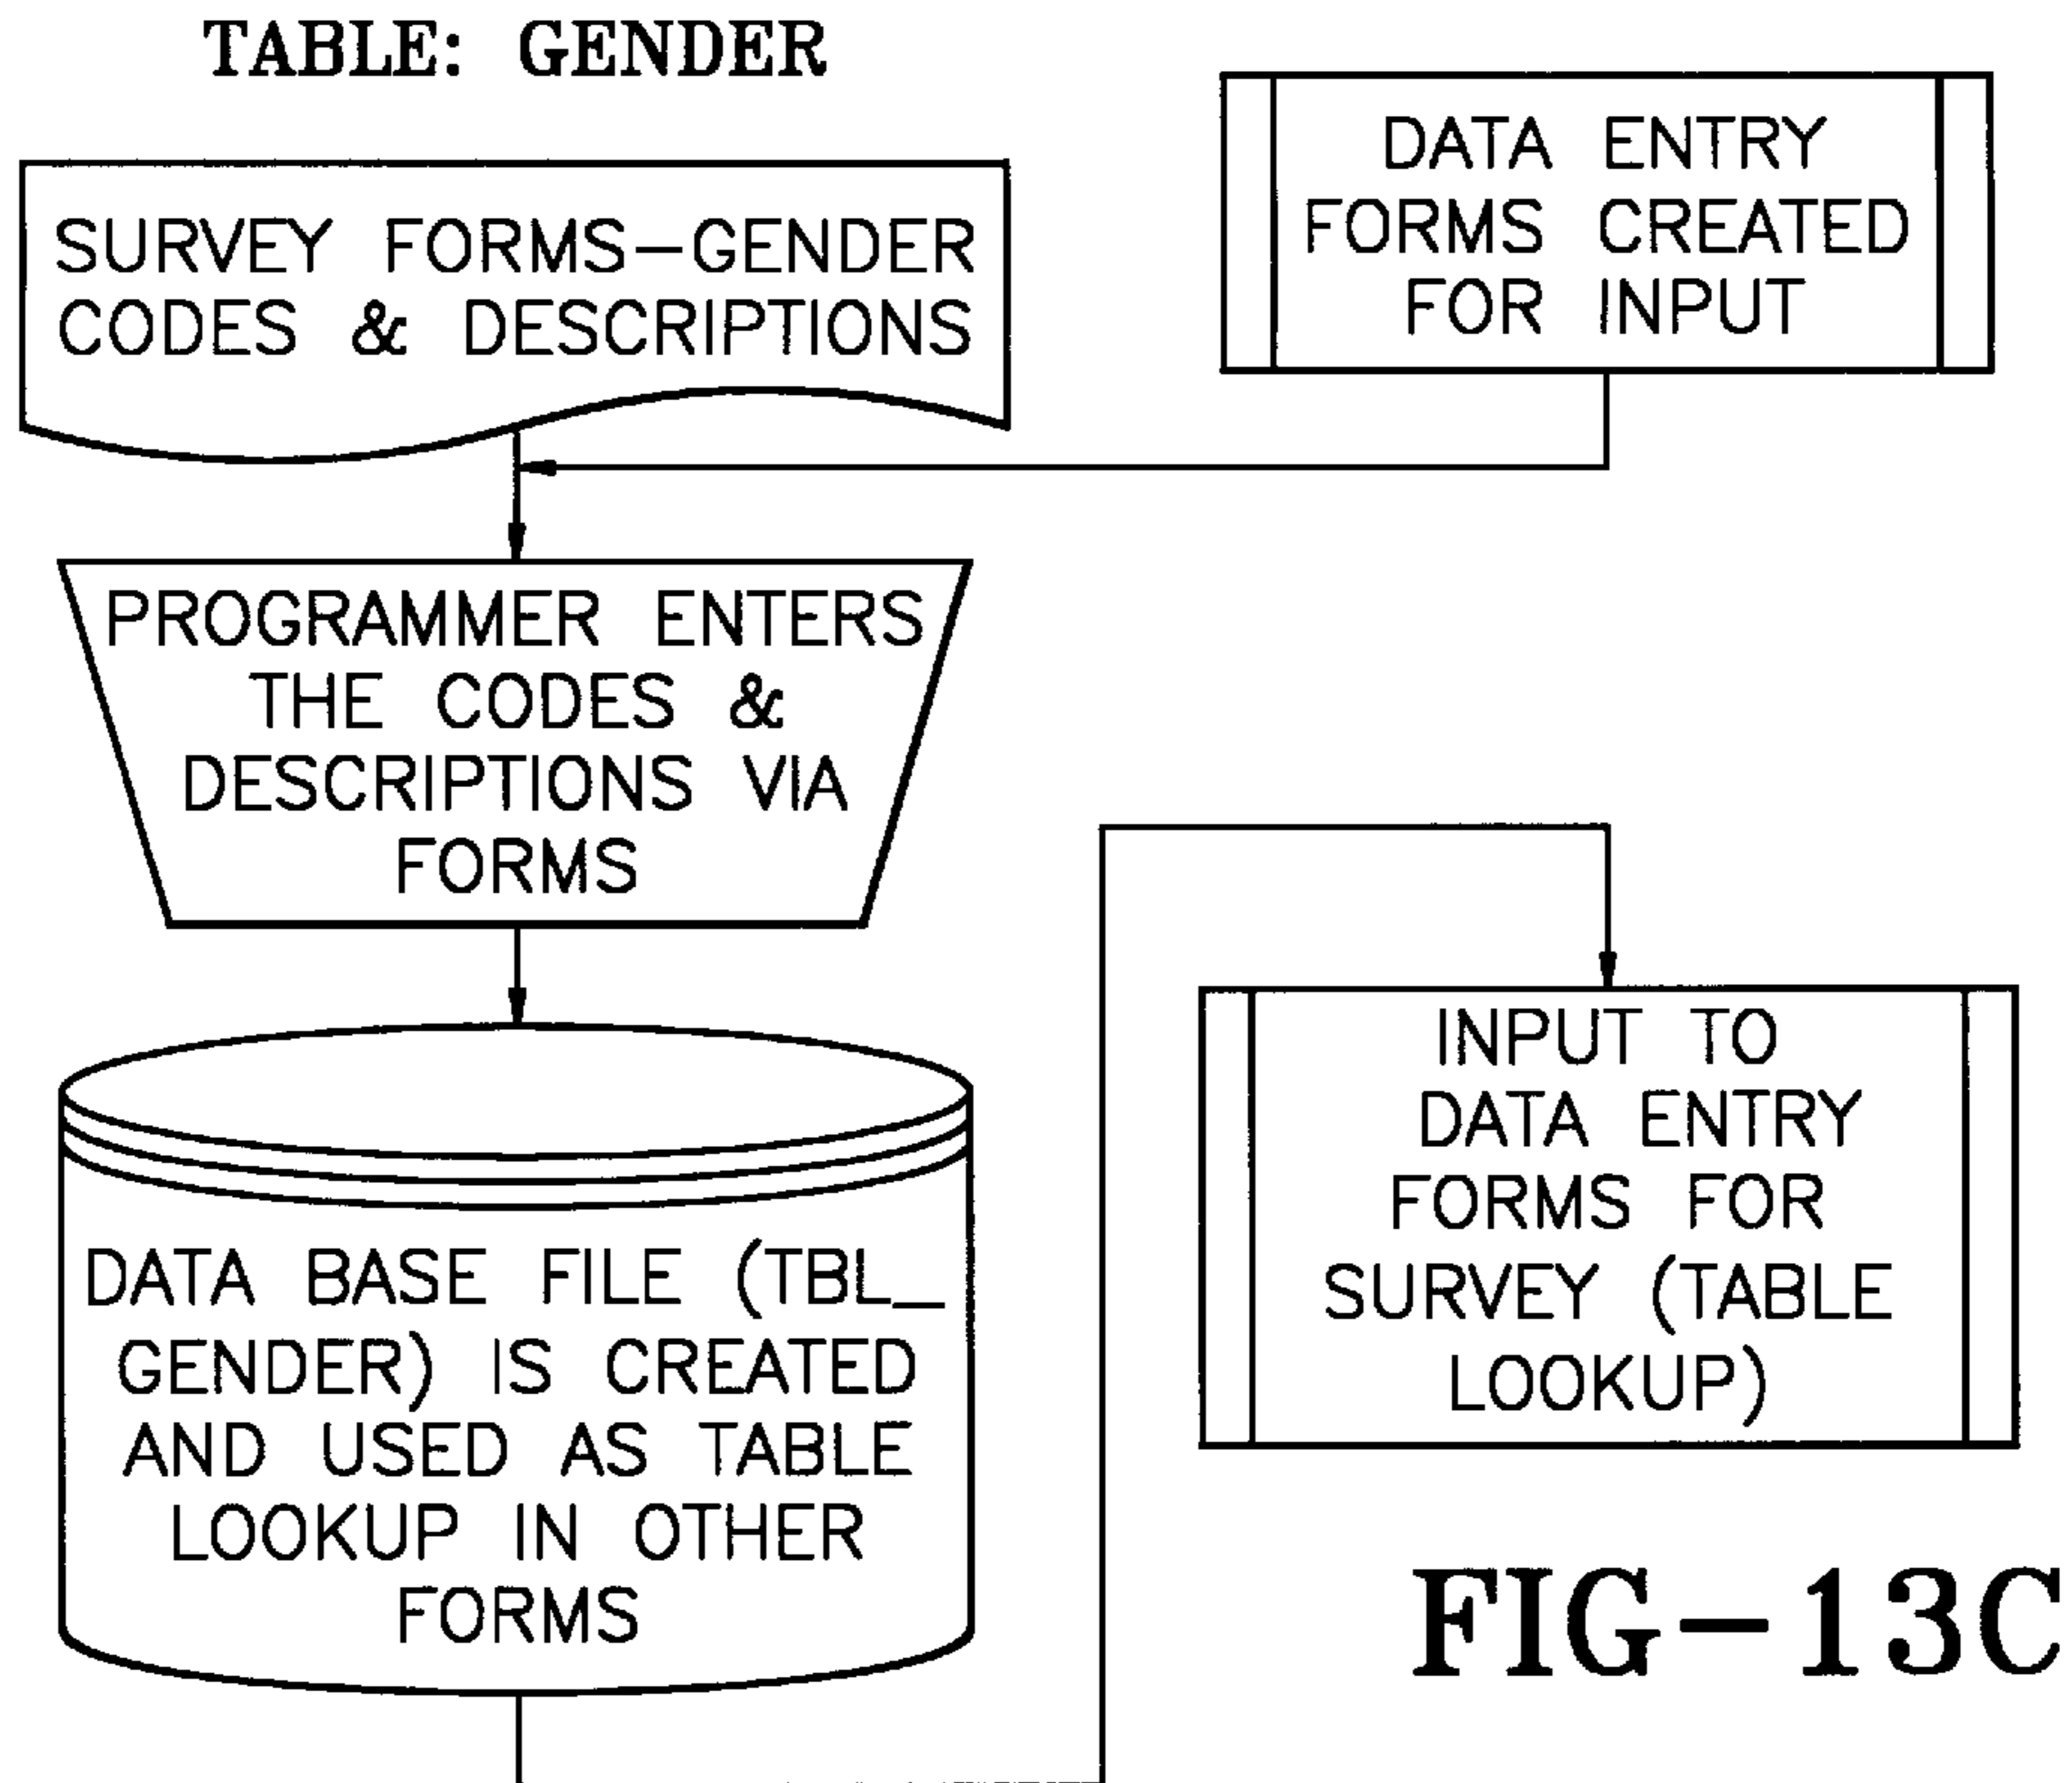 TABLE: GENDER
SURVEY FORMS-GENDER
CODES & DESCRIPTIONS
DATA ENTRY
FORMS CREATED
FOR INPUT
PROGRAMMER ENTERS
THE CODES &
DESCRIPTIONS VIA
FORMS
DATA BASE FILE (TBL_
GENDER) IS CREATED
AND USED AS TABLE
LOOKUP IN OTHER
FORMS
INPUT TO
DATA ENTRY
FORMS FOR
SURVEY (TABLE
LOOKUP)
FIG-13C